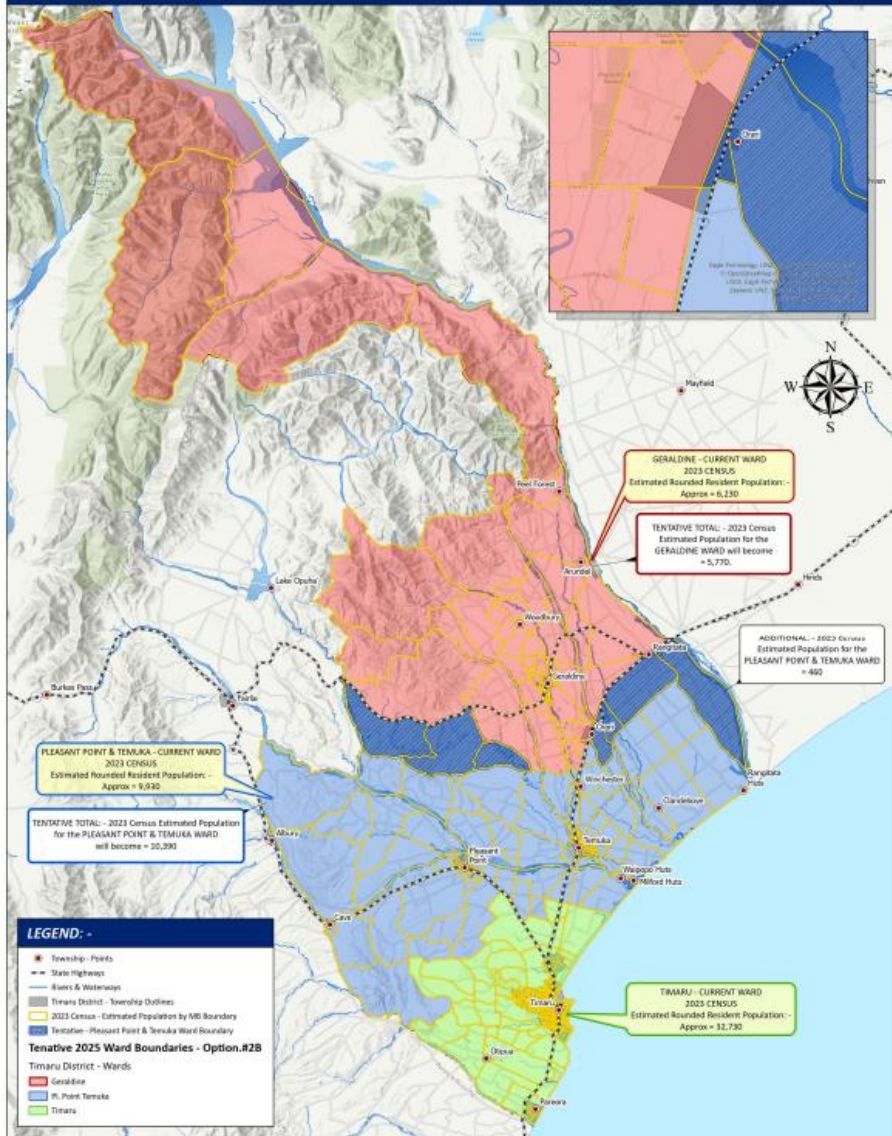 Orari
N
W
E
S
Mayfield
GERALDINE - CURRENT WARD
2023 CENSUS
Estimated Rounded Resident Population: -
Approx = 6,230
Peel Forest
TENTATIVE TOTAL: - 2023 Census
Estimated Population for the
GERALDINE WARD will become
= 5,770.
Arundel
Hinds
Lake Opuha
Woodbury
ADDITIONAL: - 2023 Census
Estimated Population for the
PLEASANT POINT & TEMUKA WARD
= 460
Rangitata
Geraldine
Burkes Pass
Fairlie
Orari
PLEASANT POINT & TEMUKA - CURRENT WARD
2023 CENSUS
Estimated Rounded Resident Population: -
Approx = 9,930
Rangitata
Huts
Winchester
Clandeboye
TENTATIVE TOTAL: - 2023 Census Estimated Population
for the PLEASANT POINT & TEMUKA WARD
will become = 10,390
Albury
Temuka
Pleasant
Point
Waipopo Huts
Milford Huts
Cave
LEGEND: -
Township - Points
State Highways
Rivers & Waterways
Timaru District - Township Outlines
2023 Census - Estimated Population by MB Boundary
Tentative - Pleasant Point & Temuka Ward Boundary
Tenative 2025 Ward Boundaries - Option.#2B
Timaru District - Wards
Geraldine
Pl. Point Temuka
Timaru
TIMARU - CURRENT WARD
2023 CENSUS
Estimated Rounded Resident Population: -
Approx = 32,730
Timaru
Otipua
Pareora